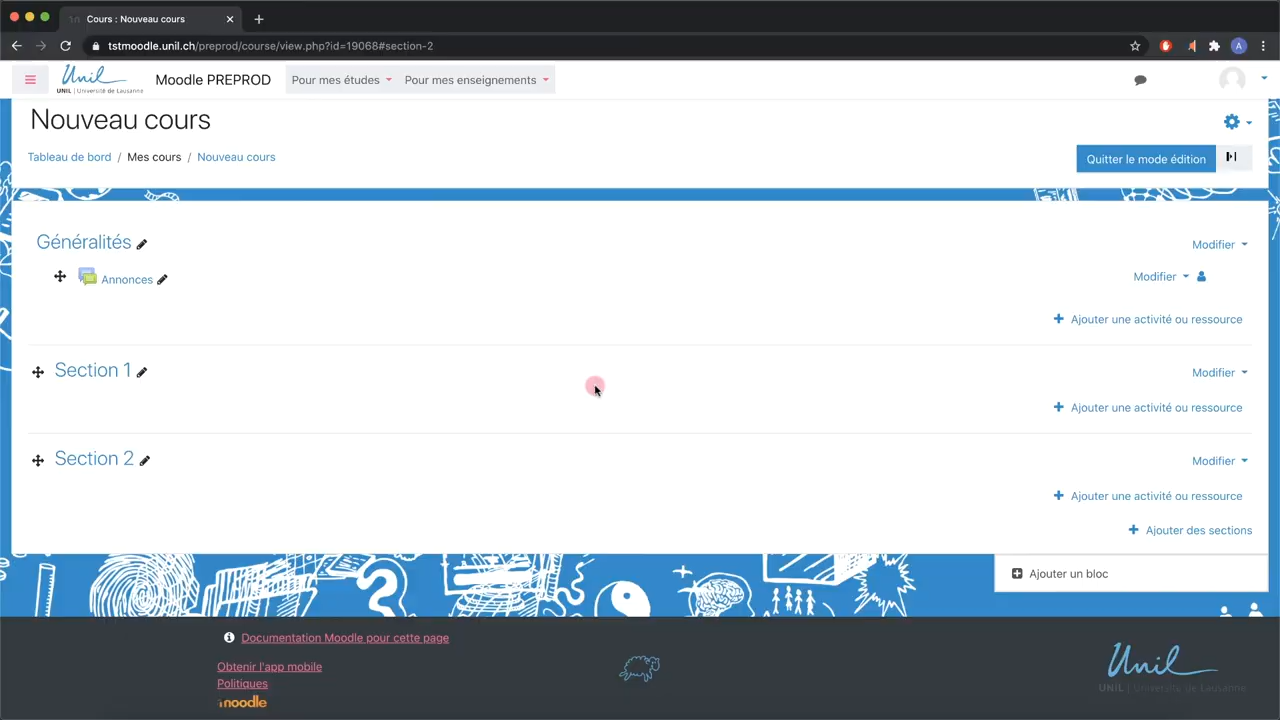 Cours : Nouveau cours
tstmoodle.unil.ch/preprod/course/view.php?id=19068#section-2
A
Unil
UNIL | Université de Lausanne
Moodle PREPROD
Pour mes études
Pour mes enseignements
Nouveau cours
Tableau de bord / Mes cours / Nouveau cours
Quitter le mode édition
Généralités
Modifier
Annonces
Modifier
Ajouter une activité ou ressource
Section 1
Modifier
Ajouter une activité ou ressource
Section 2
Modifier
Ajouter une activité ou ressource
Ajouter des sections
Ajouter un bloc
Documentation Moodle pour cette page
Obtenir l'app mobile
Politiques
moodle
Unil
UNIL | Université de Lausanne